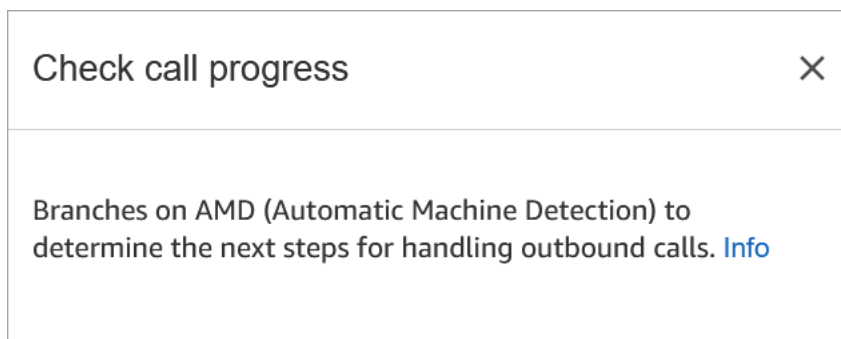 Check call progress
Branches on AMD (Automatic Machine Detection) to
determine the next steps for handling outbound calls. Info